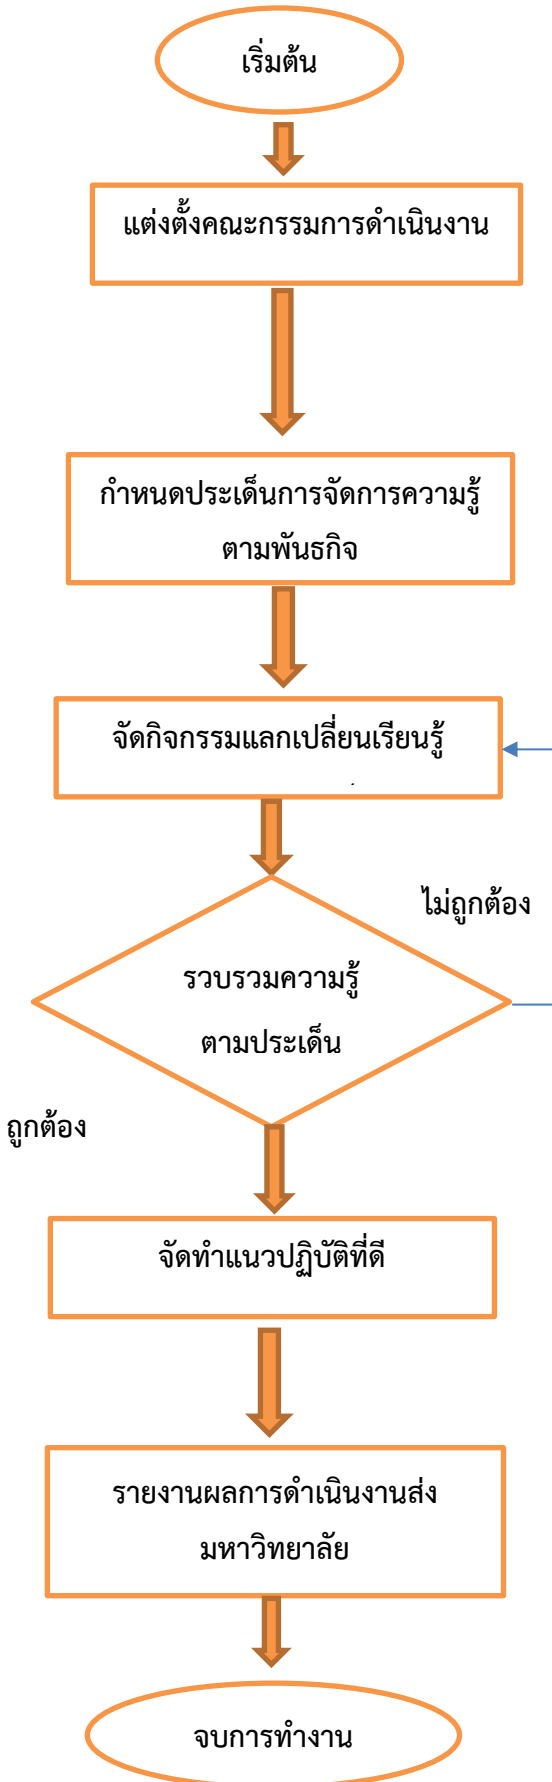 เริ่มต้น
แต่งตั้งคณะกรรมการดำเนินงาน
กำหนดประเด็นการจัดการความรู้
ตามพันธกิจ
จัดกิจกรรมแลกเปลี่ยนเรียนรู้
ไม่ถูกต้อง
รวบรวมความรู้
ตามประเด็น
ถูกต้อง
จัดทำแนวปฏิบัติที่ดี
รายงานผลการดำเนินงานส่ง
มหาวิทยาลัย
จบการทำงาน